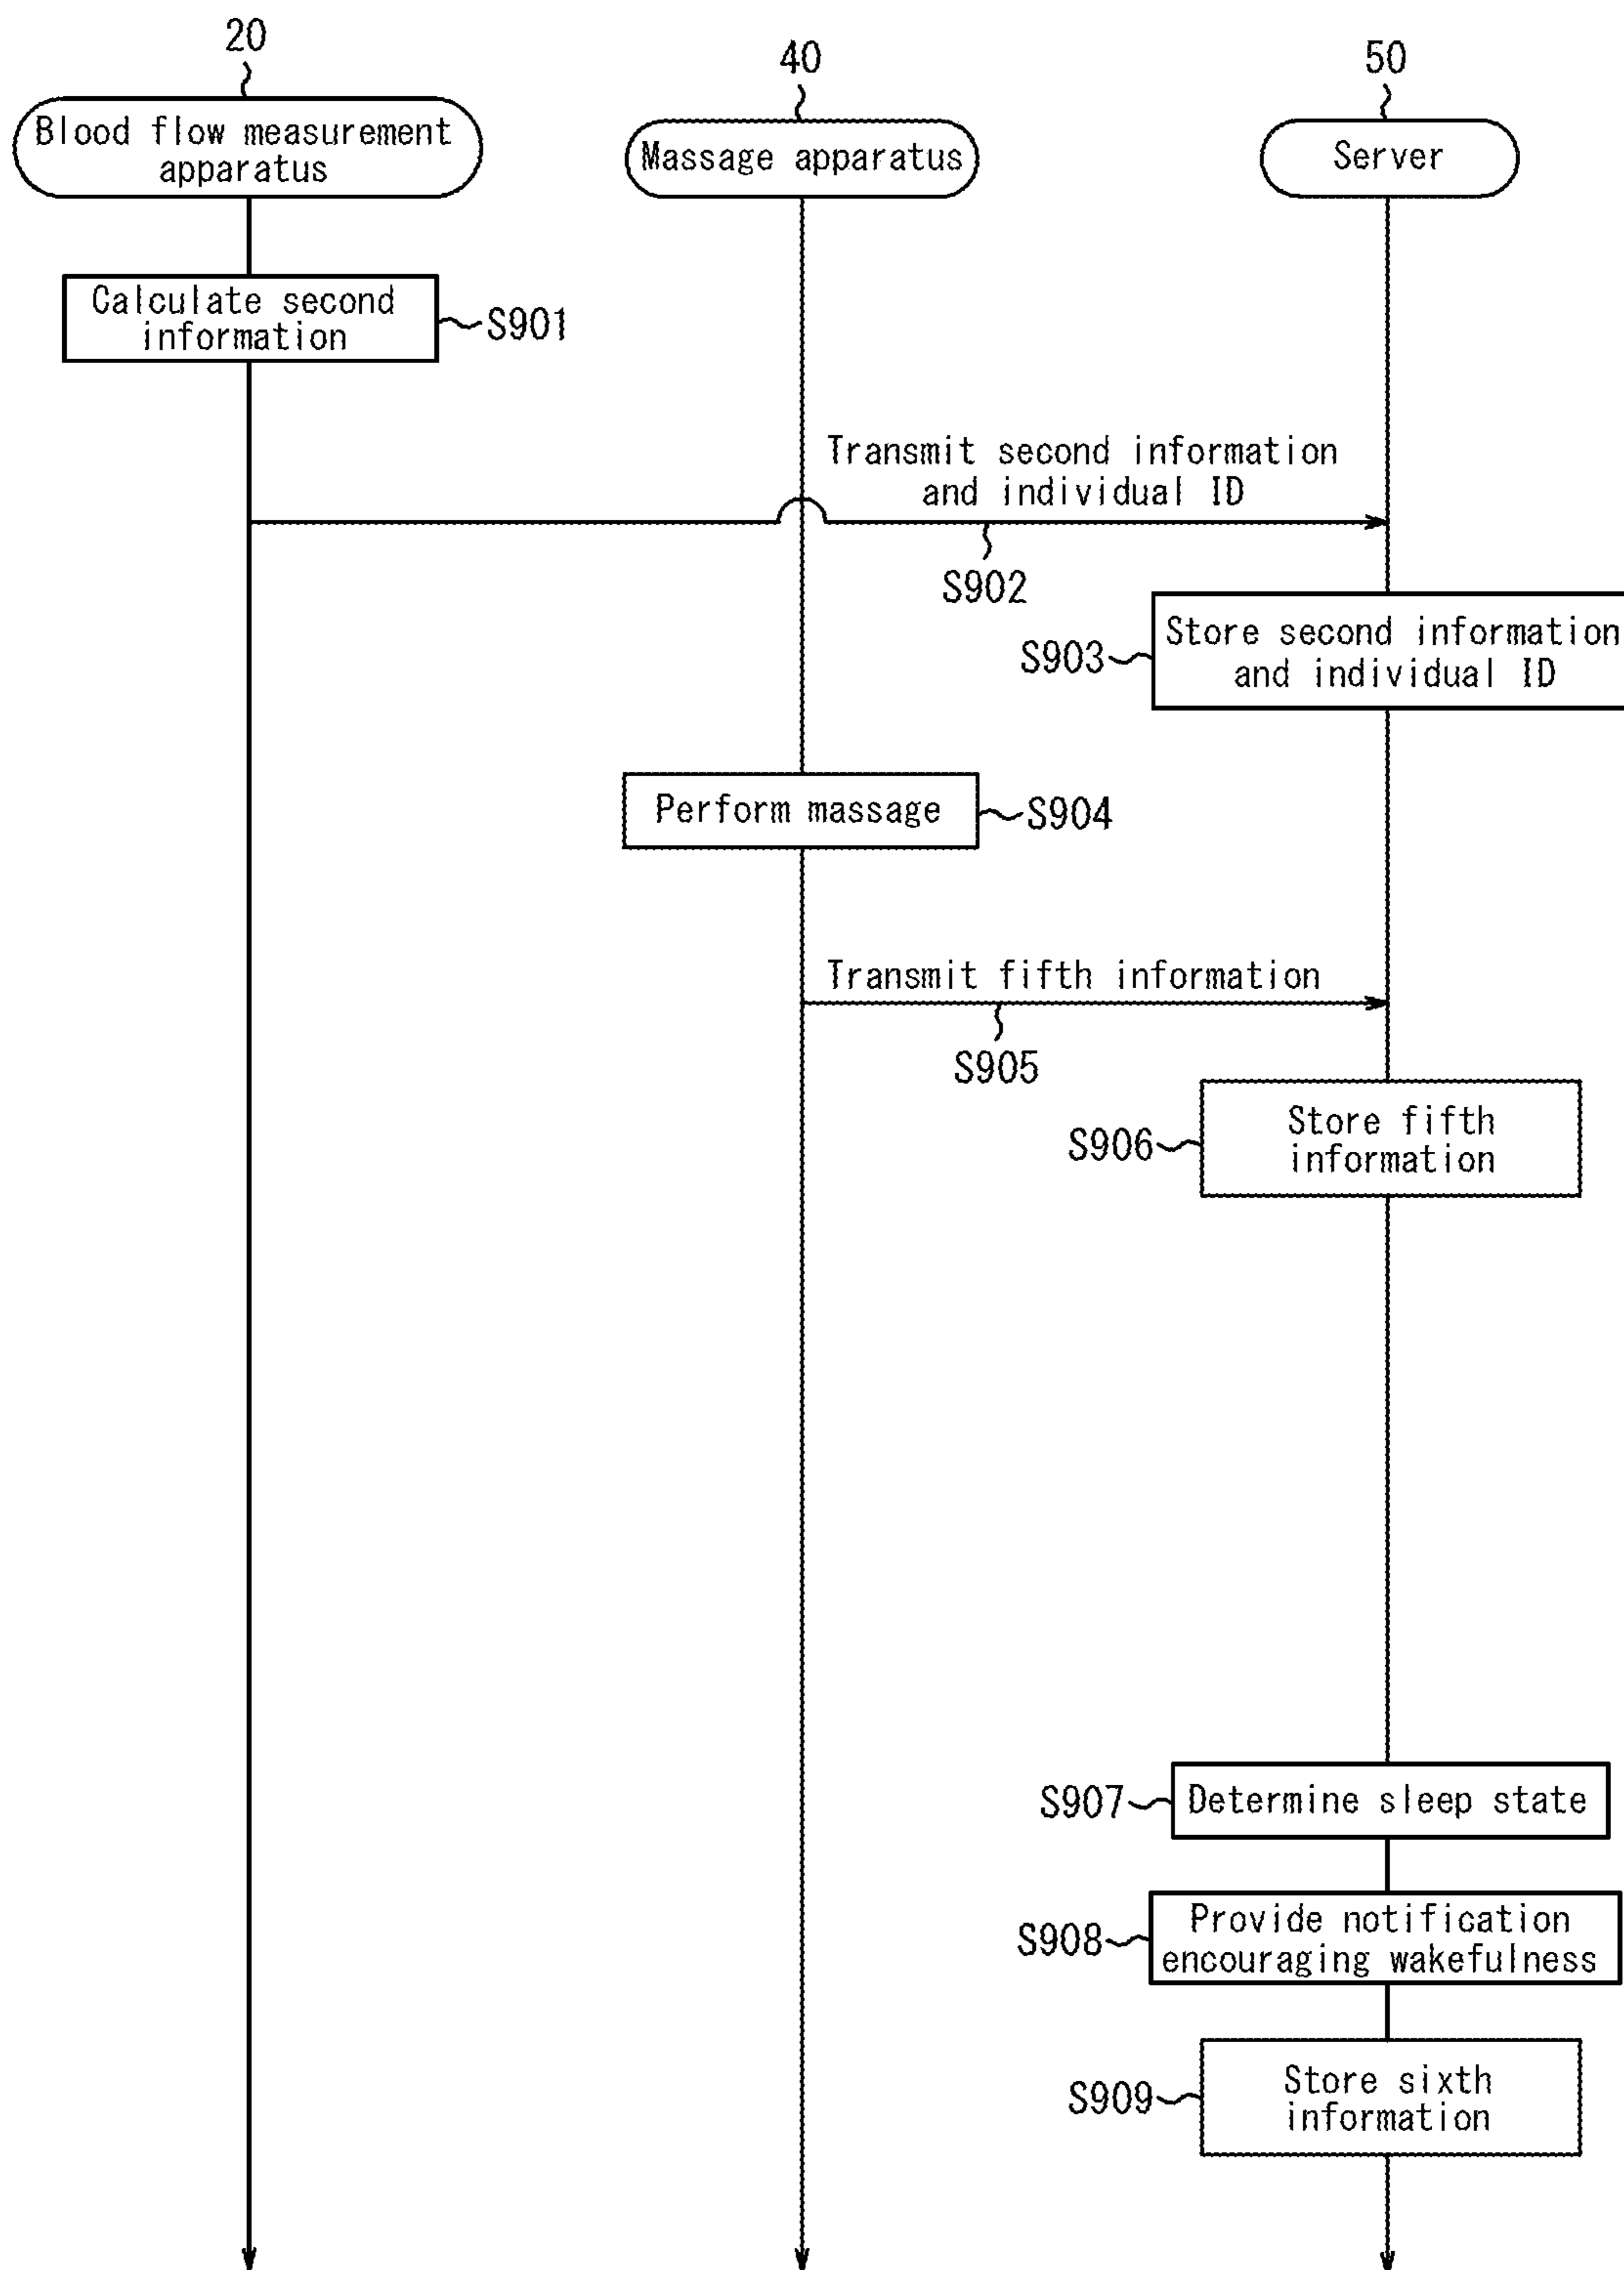 20
40
50
Blood flow measurement
apparatus
Massage apparatus
Server
Calculate second
information
S901
Transmit second information
and individual ID
S902
S903
Store second information
and individual ID
Perform massage
S904
Transmit fifth information
S905
S906
Store fifth
information
S907
Determine sleep state
S908
Provide notification
encouraging wakefulness
S909
Store sixth
information